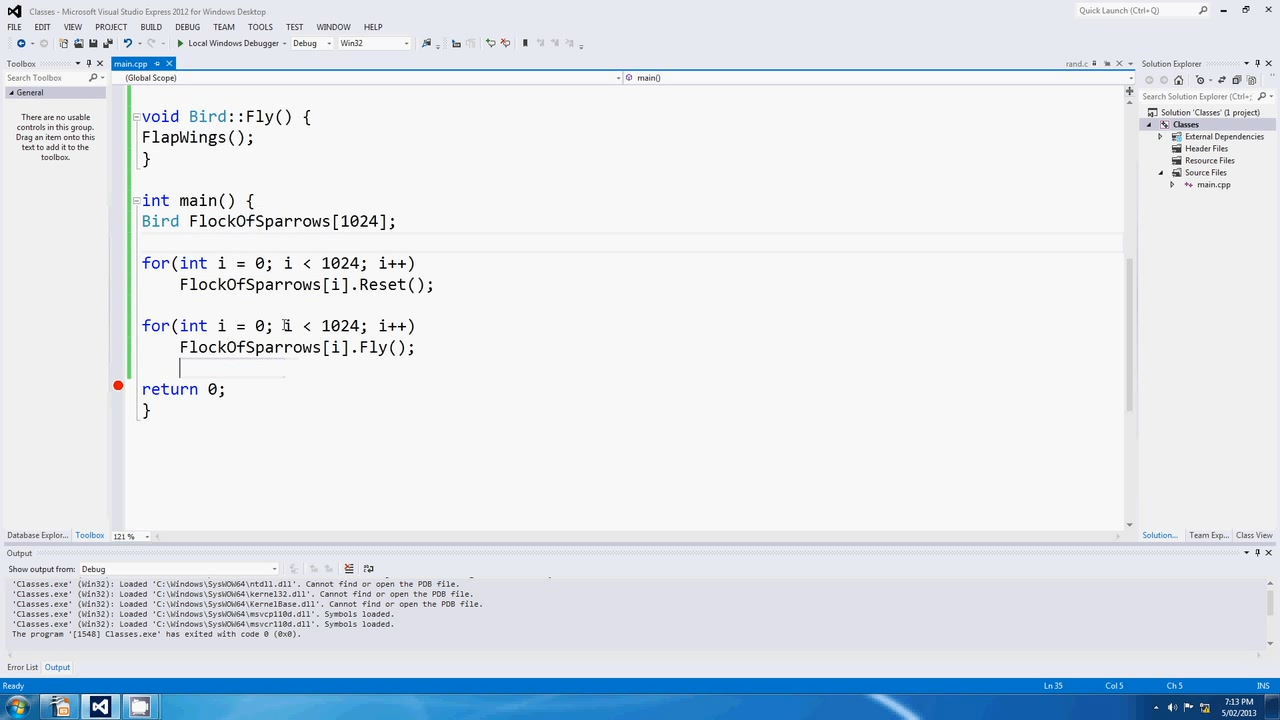 Classes - Microsoft Visual Studio Express 2012 for Windows Desktop
Quick Launch (Ctrl+Q)
FILE EDIT VIEW PROJECT BUILD DEBUG TEAM TOOLS TEST WINDOW HELP
Local Windows Debugger Debug Win32
Toolbox
Search Toolbox
General
There are no usable
controls in this group.
Drag an item onto this
text to add it to the
toolbox.
main.cpp
rand.c
(Global Scope)
main()
void Bird::Fly() {
FlapWings();
}
int main() {
Bird FlockOfSparrows[1024];
for(int i = 0; i < 1024; i++)
FlockOfSparrows[i].Reset();
for(int i = 0; i < 1024; i++)
FlockOfSparrows[i].Fly();
return 0;
}
121 %
Solution Explorer
Search Solution Explorer (Ctrl+;
Solution 'Classes' (1 project)
Classes
External Dependencies
Header Files
Resource Files
Source Files
main.cpp
Database Explor... Toolbox
Solution... Team Exp... Class View
Output
Show output from: Debug
'Classes.exe' (Win32): Loaded 'C:\Windows\SysWOW64\ntdll.dll'. Cannot find or open the PDB file.
'Classes.exe' (Win32): Loaded 'C:\Windows\SysWOW64\kernel32.dll'. Cannot find or open the PDB file.
'Classes.exe' (Win32): Loaded 'C:\Windows\SysWOW64\KernelBase.dll'. Cannot find or open the PDB file.
'Classes.exe' (Win32): Loaded 'C:\Windows\SysWOW64\msvcp110d.dll'. Symbols loaded.
'Classes.exe' (Win32): Loaded 'C:\Windows\SysWOW64\msvcr110d.dll'. Symbols loaded.
The program '[1548] Classes.exe' has exited with code 0 (0x0).
Error List Output
Ready
Ln 35 Col 5 Ch 5 INS
7:13 PM
5/02/2013